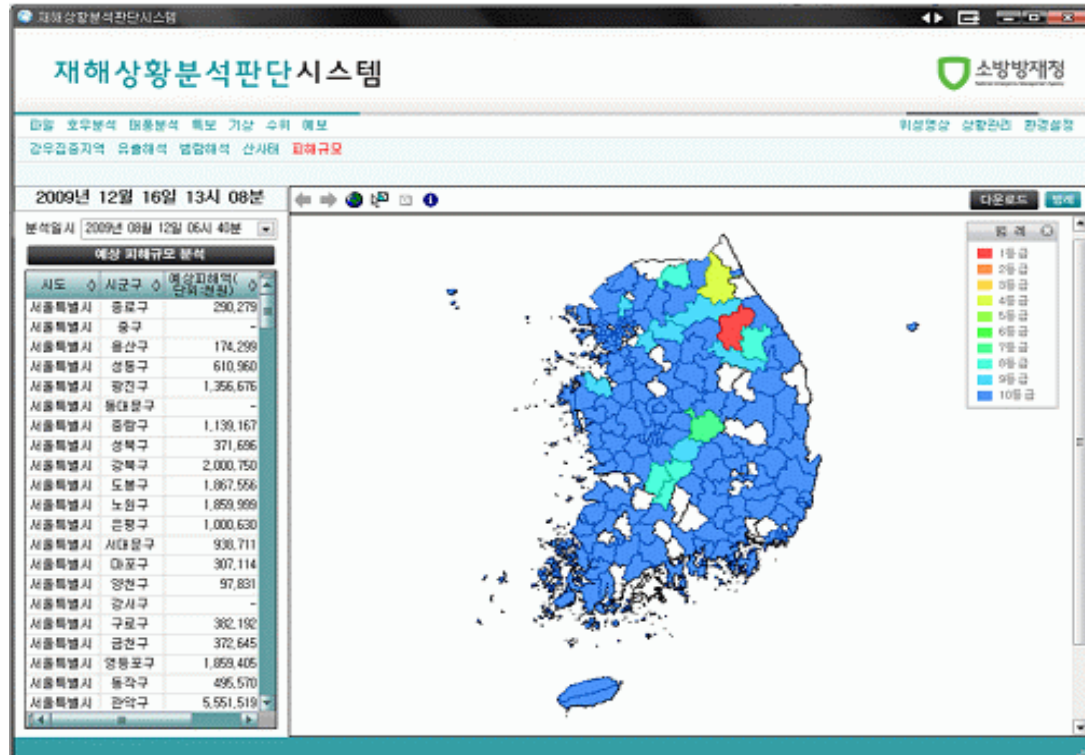 재해상황분석판단시스템
재해상황분석판단시스템
소방방재청
파일 호우분석 태풍분석 특보 기상 수위 예보
위성영상 상황관리 환경설정
강우집중지역 유출해석 범람해석 산사태 피해규모
2009년 12월 16일 13시 08분
다운로드 범례
분석일시 2009년 08월 12일 06시 40분
예상 피해규모 분석
시도 시군구 예상피해액(
단위:천원)
서울특별시 종로구 290,279
서울특별시 중구 -
서울특별시 용산구 174,299
서울특별시 성동구 610,960
서울특별시 광진구 1,356,676
서울특별시 동대문구 -
서울특별시 중랑구 1,139,167
서울특별시 성북구 371,696
서울특별시 강북구 2,000,750
서울특별시 도봉구 1,867,556
서울특별시 노원구 1,859,999
서울특별시 은평구 1,000,630
서울특별시 서대문구 938,711
서울특별시 마포구 307,114
서울특별시 양천구 97,831
서울특별시 강서구 -
서울특별시 구로구 382,192
서울특별시 금천구 372,645
서울특별시 영등포구 1,859,405
서울특별시 동작구 495,570
서울특별시 관악구 5,551,519
범 례
1등급
2등급
3등급
4등급
5등급
6등급
7등급
8등급
9등급
10등급